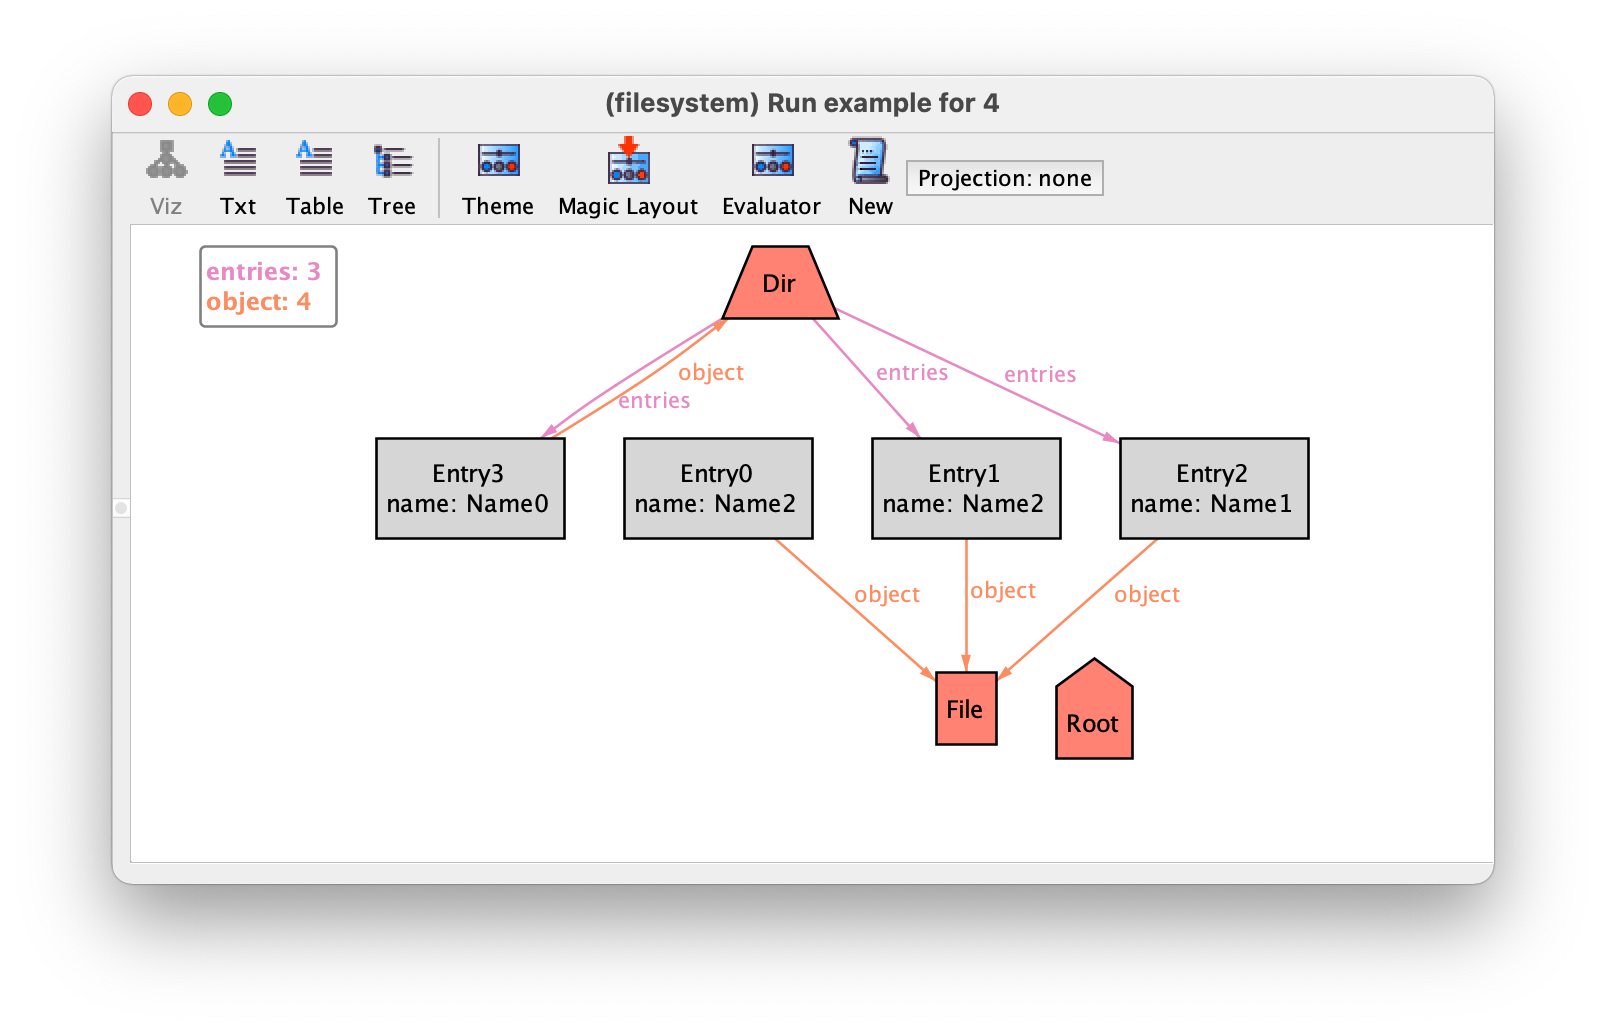 (filesystem) Run example for 4
Viz
Txt
Table
Tree
Theme
Magic Layout
Evaluator
New
Projection: none
entries: 3
object: 4
Dir
object
entries
entries
entries
Entry3
name: Name0
Entry0
name: Name2
Entry1
name: Name2
Entry2
name: Name1
object
object
object
File
Root